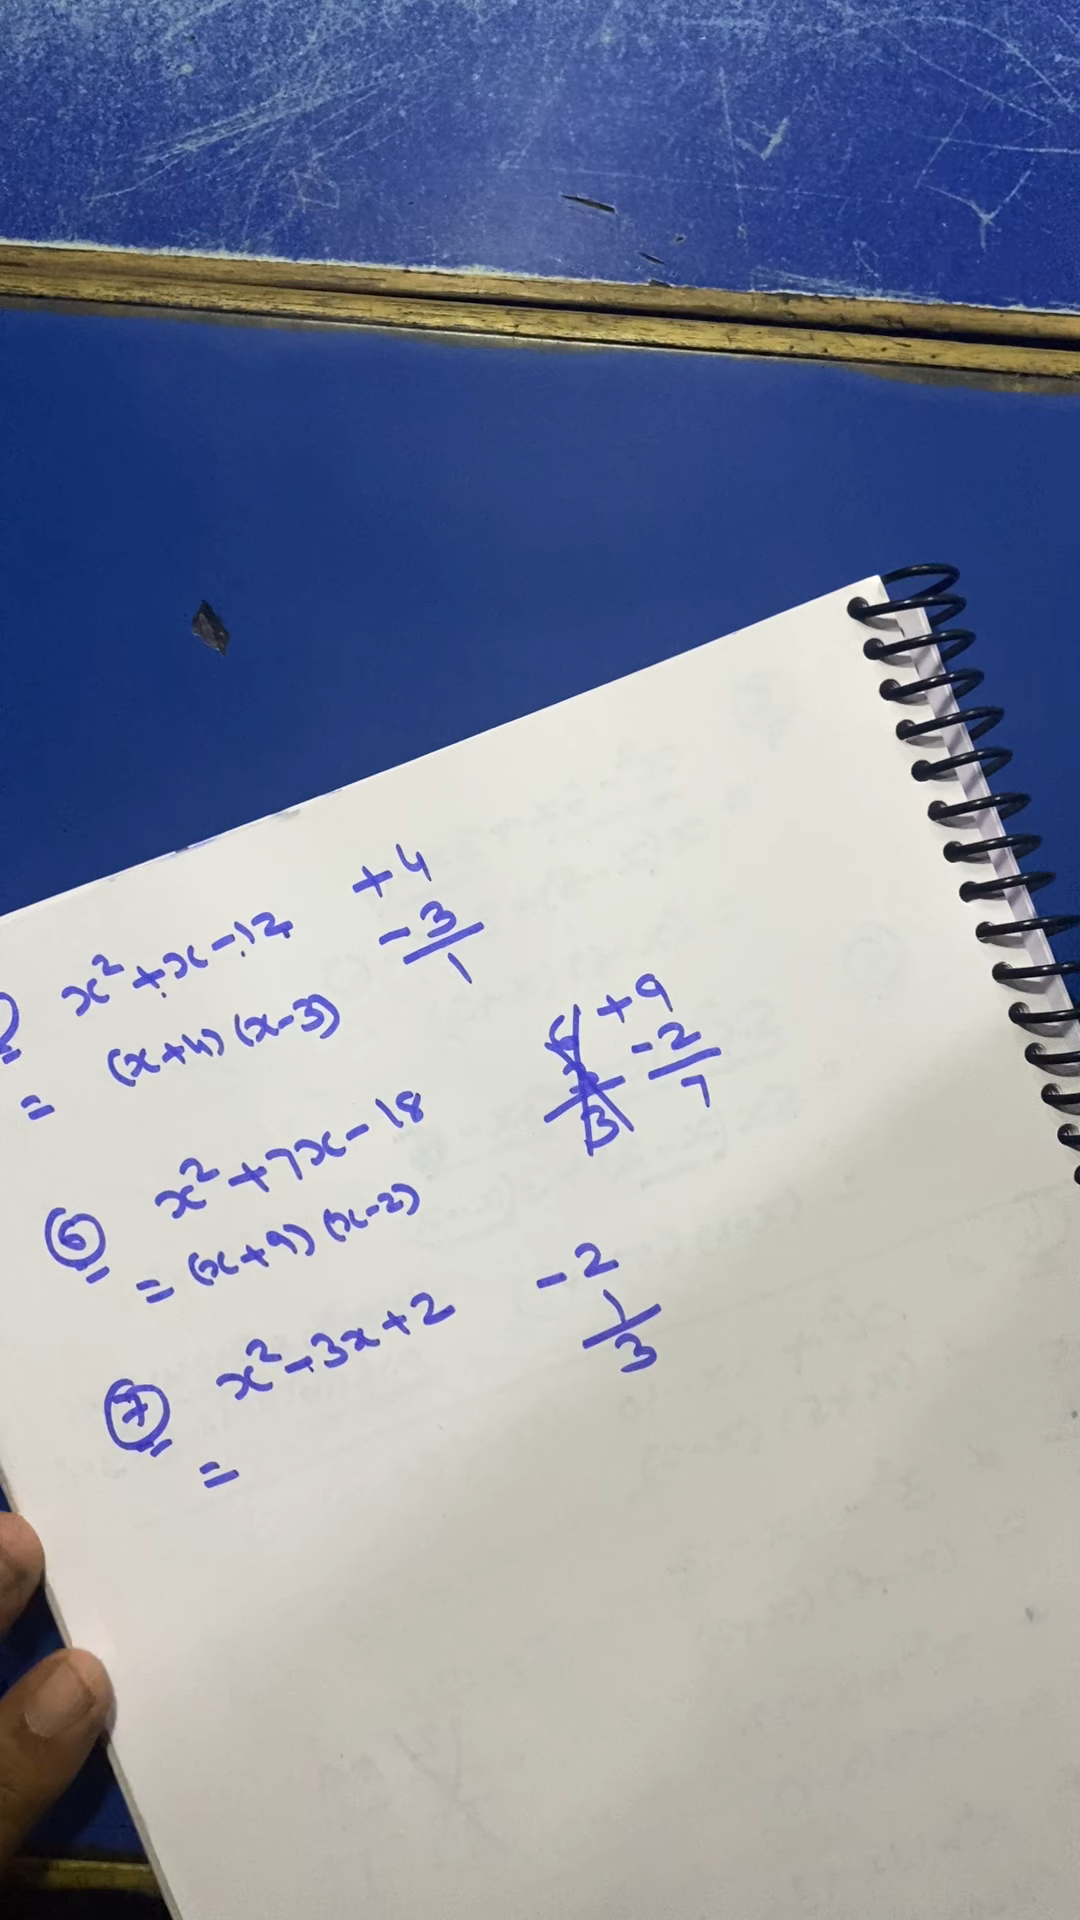 x² + x - 12
+4
-3
1
= (x+4) (x-3)
⑥ x² + 7x - 18
+9
-2
7
= (x+9) (x-2)
⑦ x² - 3x + 2
-2
1
3
=